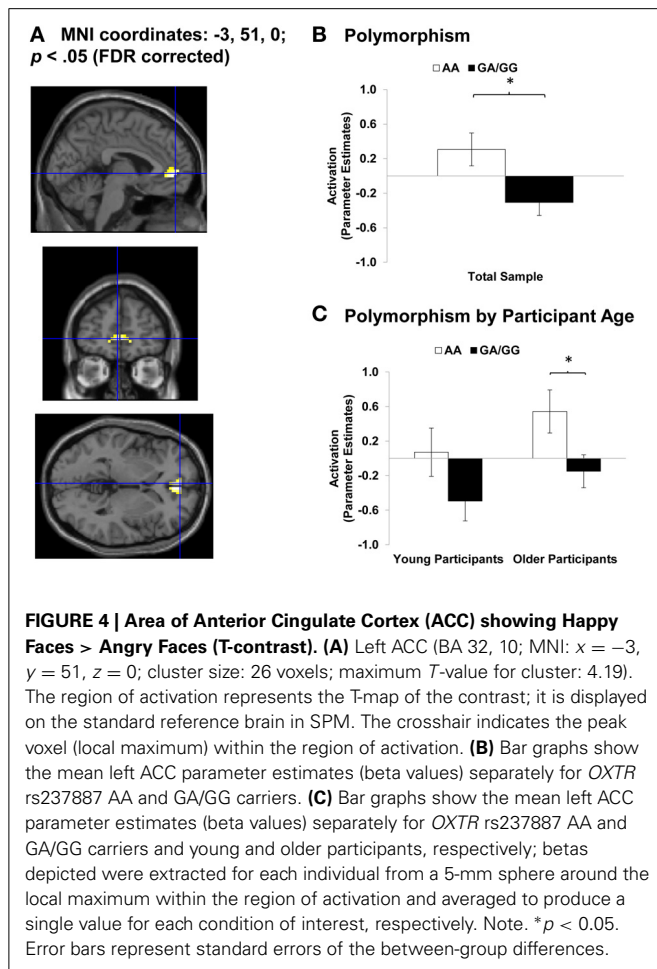 A MNI coordinates: -3, 51, 0;
p < .05 (FDR corrected)
B Polymorphism
□AA ■GA/GG
*
1.0
0.6
0.2
-0.2
-0.6
-1.0
Activation
(Parameter Estimates)
Total Sample
C Polymorphism by Participant Age
□AA ■GA/GG
*
1.0
0.6
0.2
-0.2
-0.6
-1.0
Activation
(Parameter Estimates)
Young Participants Older Participants
FIGURE 4 | Area of Anterior Cingulate Cortex (ACC) showing Happy
Faces > Angry Faces (T-contrast). (A) Left ACC (BA 32, 10; MNI: x = −3,
y = 51, z = 0; cluster size: 26 voxels; maximum T-value for cluster: 4.19).
The region of activation represents the T-map of the contrast; it is displayed
on the standard reference brain in SPM. The crosshair indicates the peak
voxel (local maximum) within the region of activation. (B) Bar graphs show
the mean left ACC parameter estimates (beta values) separately for OXTR
rs237887 AA and GA/GG carriers. (C) Bar graphs show the mean left ACC
parameter estimates (beta values) separately for OXTR rs237887 AA and
GA/GG carriers and young and older participants, respectively; betas
depicted were extracted for each individual from a 5-mm sphere around the
local maximum within the region of activation and averaged to produce a
single value for each condition of interest, respectively. Note. *p < 0.05.
Error bars represent standard errors of the between-group differences.